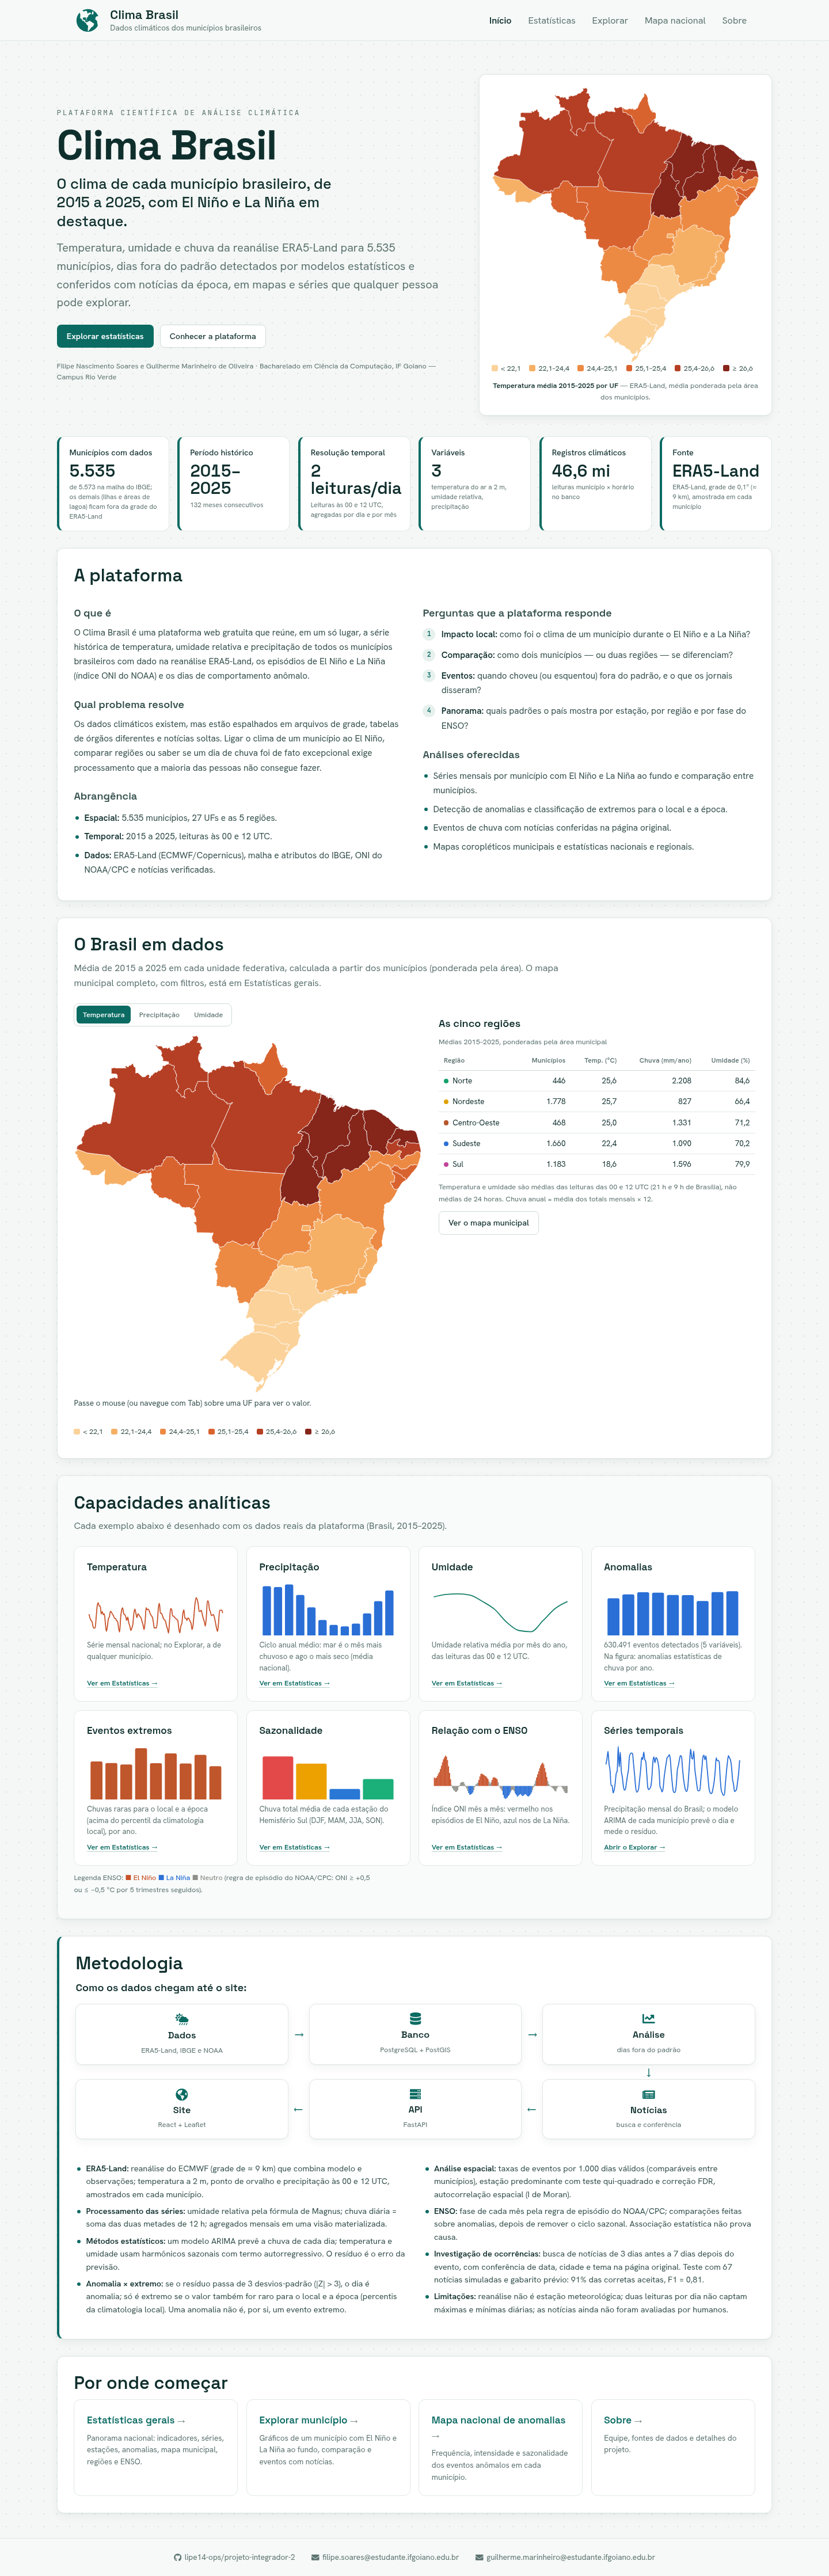 Clima Brasil
Dados climáticos dos municípios brasileiros
Início Estatísticas Explorar Mapa nacional Sobre
PLATAFORMA CIENTÍFICA DE ANÁLISE CLIMÁTICA
Clima Brasil
O clima de cada município brasileiro, de
2015 a 2025, com El Niño e La Niña em
destaque.
Temperatura, umidade e chuva da reanálise ERA5-Land para 5.535
municípios, dias fora do padrão detectados por modelos estatísticos e
conferidos com notícias da época, em mapas e séries que qualquer pessoa
pode explorar.
Explorar estatísticas
Conhecer a plataforma
Filipe Nascimento Soares e Guilherme Marinheiro de Oliveira · Bacharelado em Ciência da Computação, IF Goiano —
Campus Rio Verde
< 22,1 22,1–24,4 24,4–25,1 25,1–25,4 25,4–26,6 ≥ 26,6
Temperatura média 2015-2025 por UF — ERA5-Land, média ponderada pela área
dos municípios.
Municípios com dados
5.535
de 5.573 na malha do IBGE;
os demais (ilhas e áreas de
lagoa) ficam fora da grade do
ERA5-Land
Período histórico
2015–
2025
132 meses consecutivos
Resolução temporal
2
leituras/dia
Leituras às 00 e 12 UTC,
agregadas por dia e por mês
Variáveis
3
temperatura do ar a 2 m,
umidade relativa,
precipitação
Registros climáticos
46,6 mi
leituras município × horário
no banco
Fonte
ERA5-Land
ERA5-Land, grade de 0,1° (≈
9 km), amostrada em cada
município
A plataforma
O que é
O Clima Brasil é uma plataforma web gratuita que reúne, em um só lugar, a série
histórica de temperatura, umidade relativa e precipitação de todos os municípios
brasileiros com dado na reanálise ERA5-Land, os episódios de El Niño e La Niña
(índice ONI do NOAA) e os dias de comportamento anômalo.
Qual problema resolve
Os dados climáticos existem, mas estão espalhados em arquivos de grade, tabelas
de órgãos diferentes e notícias soltas. Ligar o clima de um município ao El Niño,
comparar regiões ou saber se um dia de chuva foi de fato excepcional exige
processamento que a maioria das pessoas não consegue fazer.
Abrangência
Espacial: 5.535 municípios, 27 UFs e as 5 regiões.
Temporal: 2015 a 2025, leituras às 00 e 12 UTC.
Dados: ERA5-Land (ECMWF/Copernicus), malha e atributos do IBGE, ONI do
NOAA/CPC e notícias verificadas.
Perguntas que a plataforma responde
1 Impacto local: como foi o clima de um município durante o El Niño e a La Niña?
2 Comparação: como dois municípios — ou duas regiões — se diferenciam?
3 Eventos: quando choveu (ou esquentou) fora do padrão, e o que os jornais
disseram?
4 Panorama: quais padrões o país mostra por estação, por região e por fase do
ENSO?
Análises oferecidas
Séries mensais por município com El Niño e La Niña ao fundo e comparação entre
municípios.
Detecção de anomalias e classificação de extremos para o local e a época.
Eventos de chuva com notícias conferidas na página original.
Mapas coropléticos municipais e estatísticas nacionais e regionais.
O Brasil em dados
Média de 2015 a 2025 em cada unidade federativa, calculada a partir dos municípios (ponderada pela área). O mapa
municipal completo, com filtros, está em Estatísticas gerais.
Temperatura Precipitação Umidade
Passe o mouse (ou navegue com Tab) sobre uma UF para ver o valor.
< 22,1 22,1–24,4 24,4–25,1 25,1–25,4 25,4–26,6 ≥ 26,6
As cinco regiões
Médias 2015-2025, ponderadas pela área municipal
Região Municípios Temp. (°C) Chuva (mm/ano) Umidade (%)
Norte 446 25,6 2.208 84,6
Nordeste 1.778 25,7 827 66,4
Centro-Oeste 468 25,0 1.331 71,2
Sudeste 1.660 22,4 1.090 70,2
Sul 1.183 18,6 1.596 79,9
Temperatura e umidade são médias das leituras das 00 e 12 UTC (21 h e 9 h de Brasília), não
médias de 24 horas. Chuva anual = média dos totais mensais × 12.
Ver o mapa municipal
Capacidades analíticas
Cada exemplo abaixo é desenhado com os dados reais da plataforma (Brasil, 2015–2025).
Temperatura
Série mensal nacional; no Explorar, a de
qualquer município.
Ver em Estatísticas →
Precipitação
Ciclo anual médio: mar é o mês mais
chuvoso e ago o mais seco (média
nacional).
Ver em Estatísticas →
Umidade
Umidade relativa média por mês do ano,
das leituras das 00 e 12 UTC.
Ver em Estatísticas →
Anomalias
630.491 eventos detectados (5 variáveis).
Na figura: anomalias estatísticas de
chuva por ano.
Ver em Estatísticas →
Eventos extremos
Chuvas raras para o local e a época
(acima do percentil da climatologia
local), por ano.
Ver em Estatísticas →
Sazonalidade
Chuva total média de cada estação do
Hemisfério Sul (DJF, MAM, JJA, SON).
Ver em Estatísticas →
Relação com o ENSO
Índice ONI mês a mês: vermelho nos
episódios de El Niño, azul nos de La Niña.
Ver em Estatísticas →
Séries temporais
Precipitação mensal do Brasil; o modelo
ARIMA de cada município prevê o dia e
mede o resíduo.
Abrir o Explorar →
Legenda ENSO: El Niño La Niña Neutro (regra de episódio do NOAA/CPC: ONI ≥ +0,5
ou ≤ −0,5 °C por 5 trimestres seguidos).
Metodologia
Como os dados chegam até o site:
Dados
ERA5-Land, IBGE e NOAA
→
Banco
PostgreSQL + PostGIS
→
Análise
dias fora do padrão
↓
Site
React + Leaflet
←
API
FastAPI
←
Notícias
busca e conferência
ERA5-Land: reanálise do ECMWF (grade de ≈ 9 km) que combina modelo e
observações; temperatura a 2 m, ponto de orvalho e precipitação às 00 e 12 UTC,
amostrados em cada município.
Processamento das séries: umidade relativa pela fórmula de Magnus; chuva diária =
soma das duas metades de 12 h; agregados mensais em uma visão materializada.
Métodos estatísticos: um modelo ARIMA prevê a chuva de cada dia; temperatura e
umidade usam harmônicos sazonais com termo autorregressivo. O resíduo é o erro da
previsão.
Anomalia × extremo: se o resíduo passa de 3 desvios-padrão (|Z| > 3), o dia é
anomalia; só é extremo se o valor também for raro para o local e a época (percentis
da climatologia local). Uma anomalia não é, por si, um evento extremo.
Análise espacial: taxas de eventos por 1.000 dias válidos (comparáveis entre
municípios), estação predominante com teste qui-quadrado e correção FDR,
autocorrelação espacial (I de Moran).
ENSO: fase de cada mês pela regra de episódio do NOAA/CPC; comparações feitas
sobre anomalias, depois de remover o ciclo sazonal. Associação estatística não prova
causa.
Investigação de ocorrências: busca de notícias de 3 dias antes a 7 dias depois do
evento, com conferência de data, cidade e tema na página original. Teste com 67
notícias simuladas e gabarito prévio: 91% das corretas aceitas, F1 = 0,81.
Limitações: reanálise não é estação meteorológica; duas leituras por dia não captam
máximas e mínimas diárias; as notícias ainda não foram avaliadas por humanos.
Por onde começar
Estatísticas gerais →
Panorama nacional: indicadores, séries,
estações, anomalias, mapa municipal,
regiões e ENSO.
Explorar município →
Gráficos de um município com El Niño e
La Niña ao fundo, comparação e
eventos com notícias.
Mapa nacional de anomalias
→
Frequência, intensidade e sazonalidade
dos eventos anômalos em cada
município.
Sobre →
Equipe, fontes de dados e detalhes do
projeto.
lipe14-ops/projeto-integrador-2 filipe.soares@estudante.ifgoiano.edu.br guilherme.marinheiro@estudante.ifgoiano.edu.br